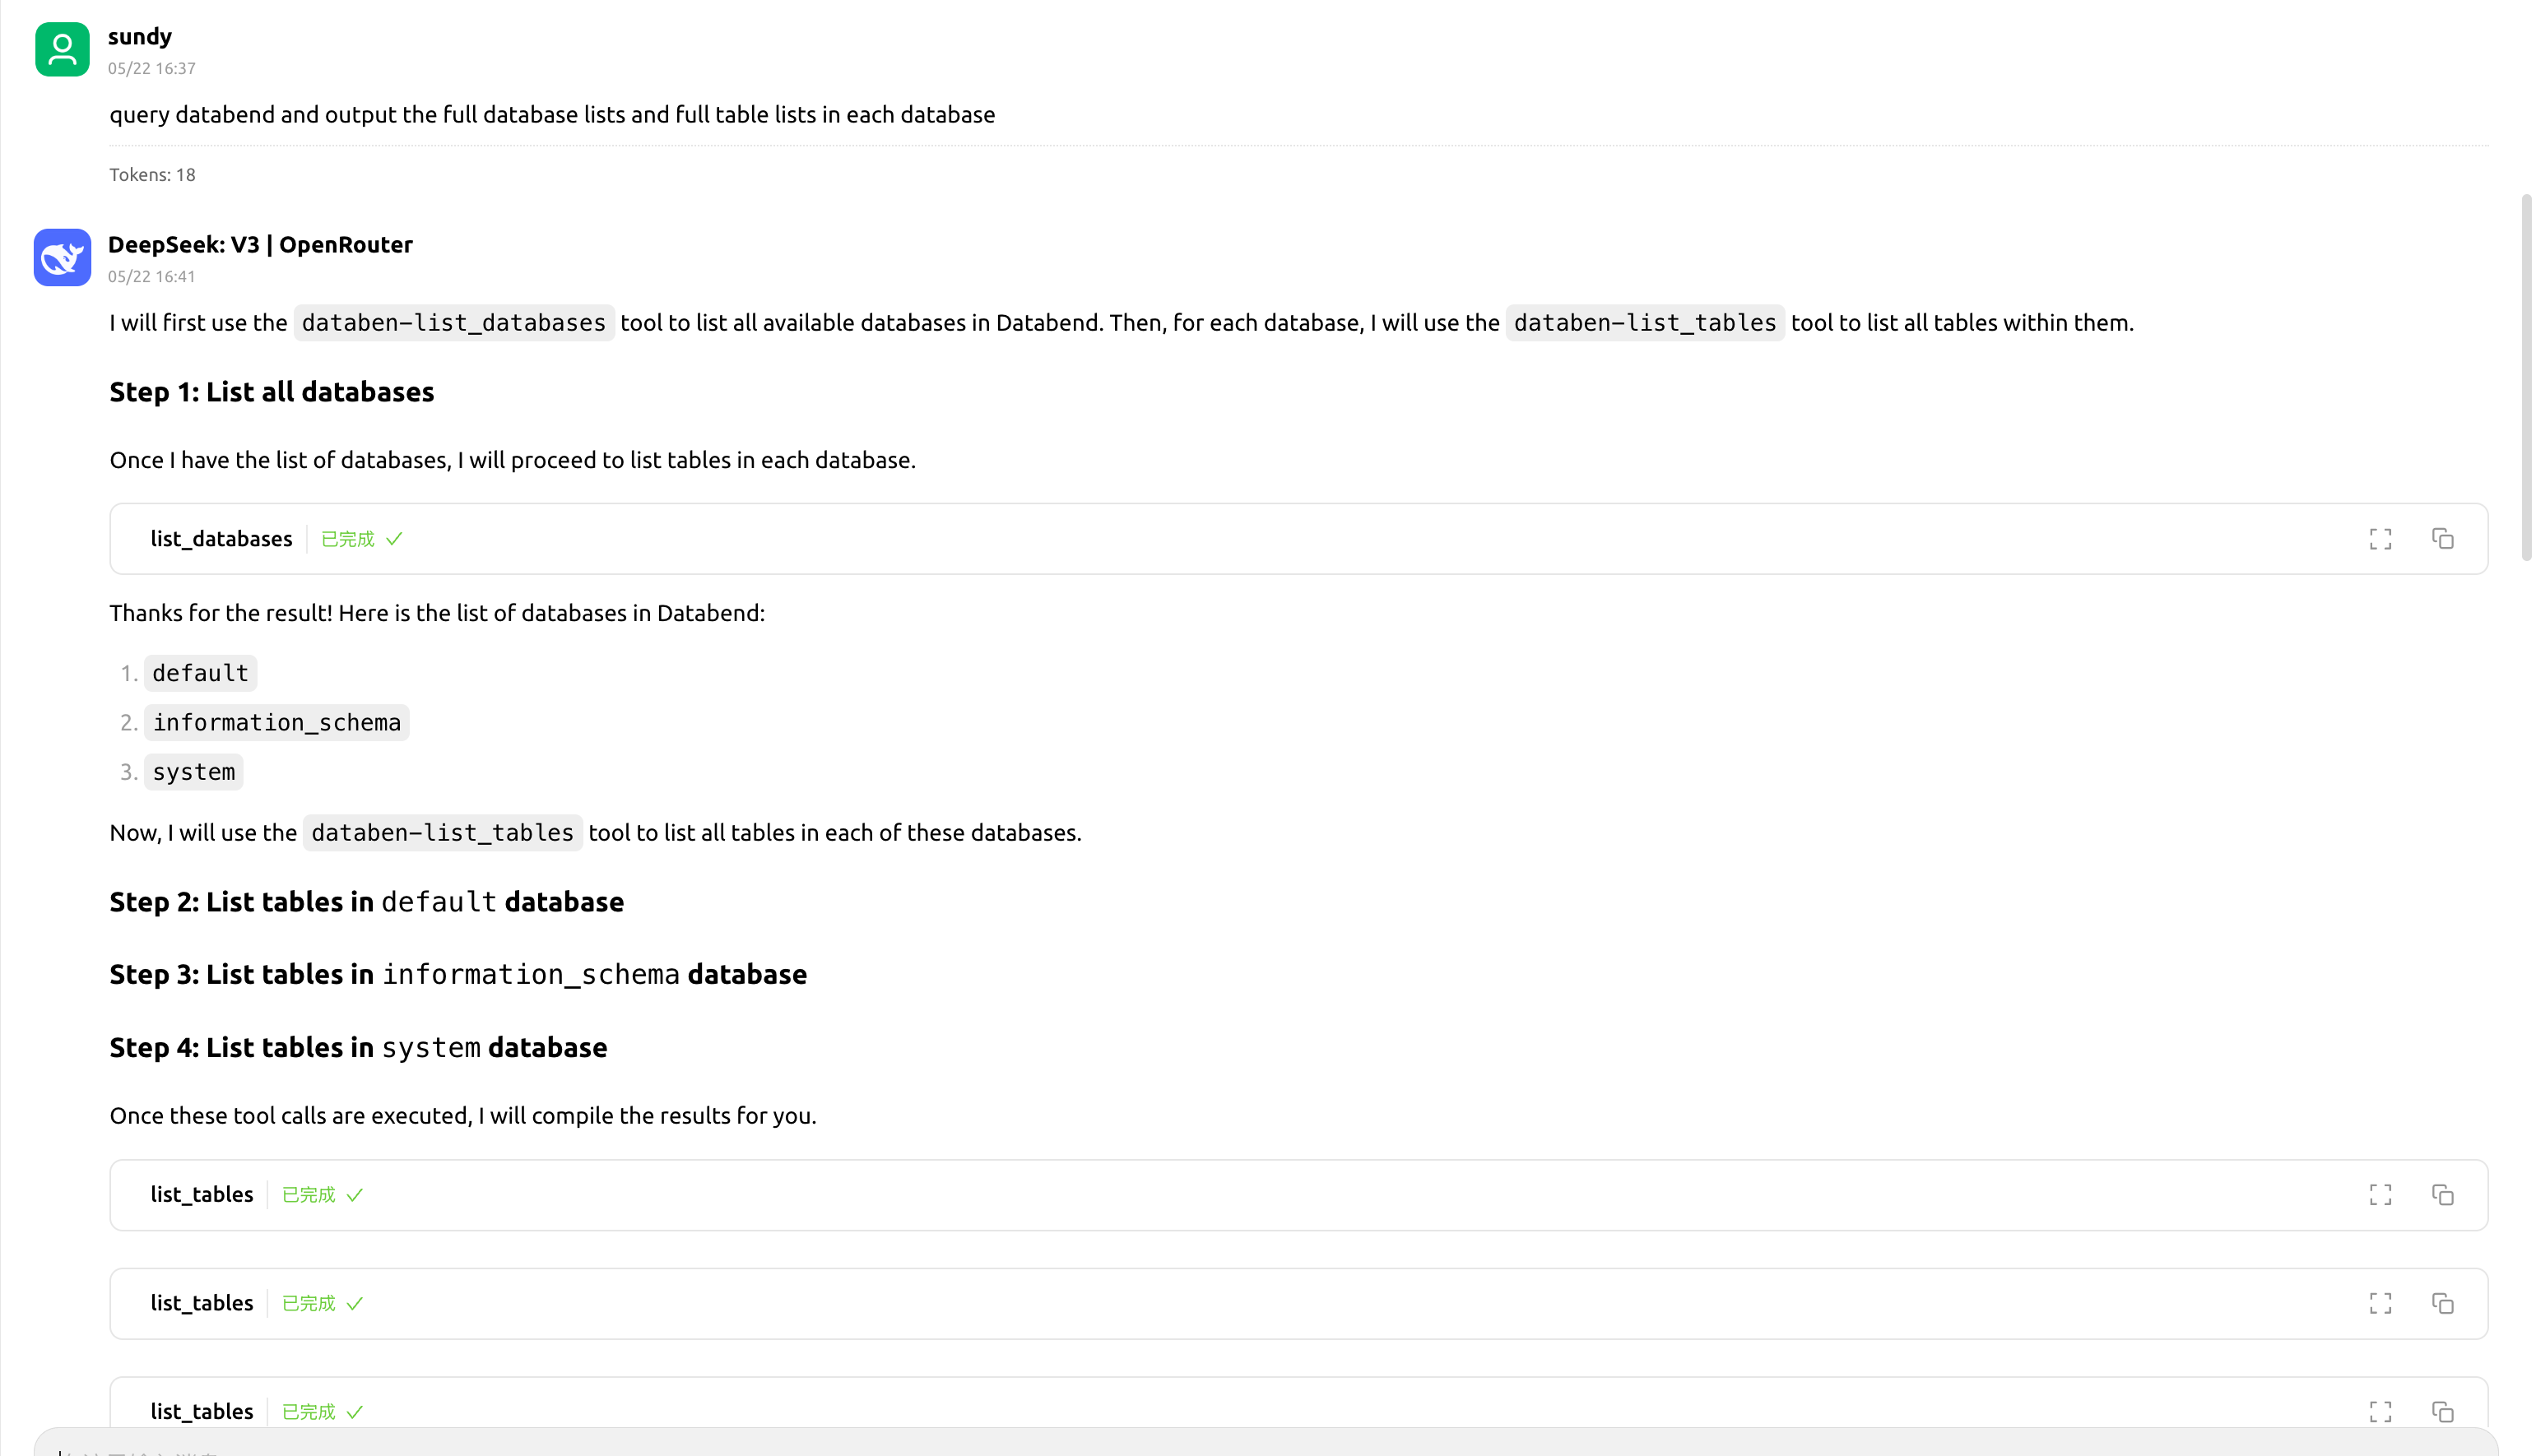 sundy
05/22 16:37
query databend and output the full database lists and full table lists in each database
Tokens: 18
DeepSeek: V3 | OpenRouter
05/22 16:41
I will first use the databen-list_databases tool to list all available databases in Databend. Then, for each database, I will use the databen-list_tables tool to list all tables within them.
Step 1: List all databases
Once I have the list of databases, I will proceed to list tables in each database.
list_databases 已完成
Thanks for the result! Here is the list of databases in Databend:
1. default
2. information_schema
3. system
Now, I will use the databen-list_tables tool to list all tables in each of these databases.
Step 2: List tables in default database
Step 3: List tables in information_schema database
Step 4: List tables in system database
Once these tool calls are executed, I will compile the results for you.
list_tables 已完成
list_tables 已完成
list_tables 已完成